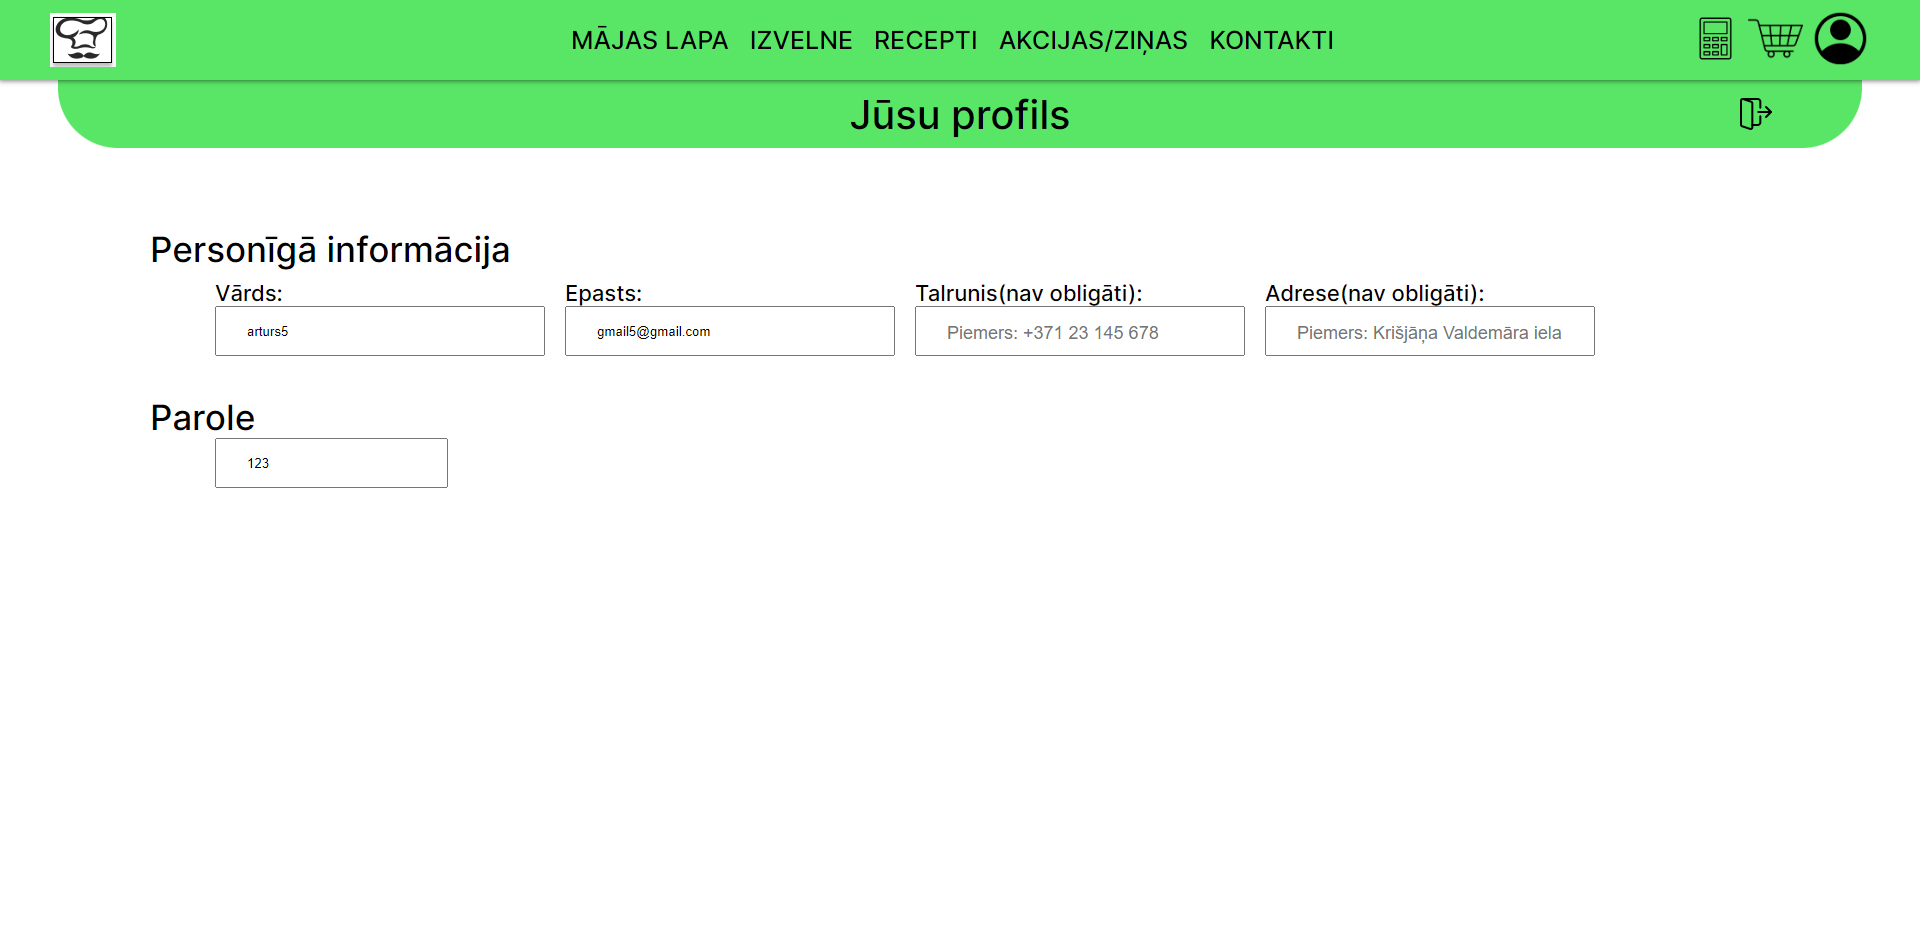 MĀJAS LAPA IZVELNE RECEPTI AKCIJAS/ZIŅAS KONTAKTI
Jūsu profils
Personīgā informācija
Vārds: Epasts: Talrunis(nav obligāti): Adrese(nav obligāti):
arturs5 gmail5@gmail.com Piemers: +371 23 145 678 Piemers: Krišjāņa Valdemāra iela
Parole
123